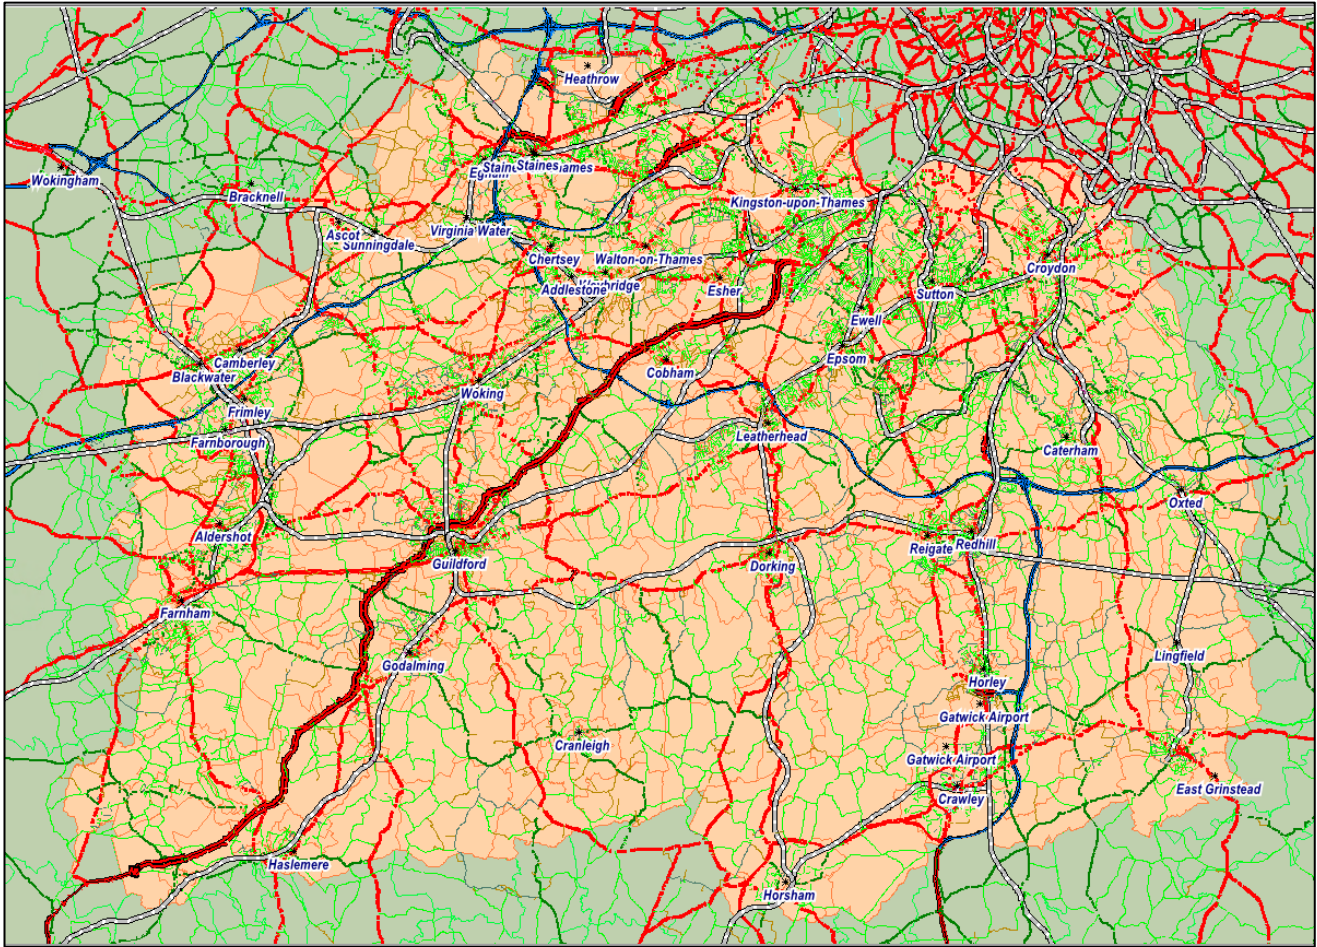 Heathrow
Staines
Wokingham
Bracknell
Kingston-upon-Thames
Virginia Water
Ascot
Sunningdale
Chertsey
Walton-on-Thames
Croydon
Addlestone
Esher
Sutton
Ewell
Camberley
Blackwater
Epsom
Cobham
Woking
Frimley
Farnborough
Leatherhead
Caterham
Oxted
Aldershot
Guildford
Dorking
Reigate
Redhill
Farnham
Godalming
Lingfield
Horley
Gatwick Airport
Cranleigh
Gatwick Airport
East Grinstead
Crawley
Haslemere
Horsham